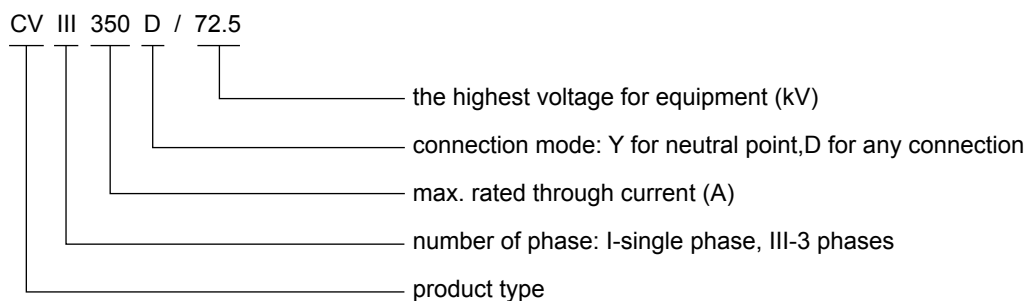 CV III 350 D / 72.5
the highest voltage for equipment (kV)
connection mode: Y for neutral point,D for any connection
max. rated through current (A)
number of phase: I-single phase, III-3 phases
product type